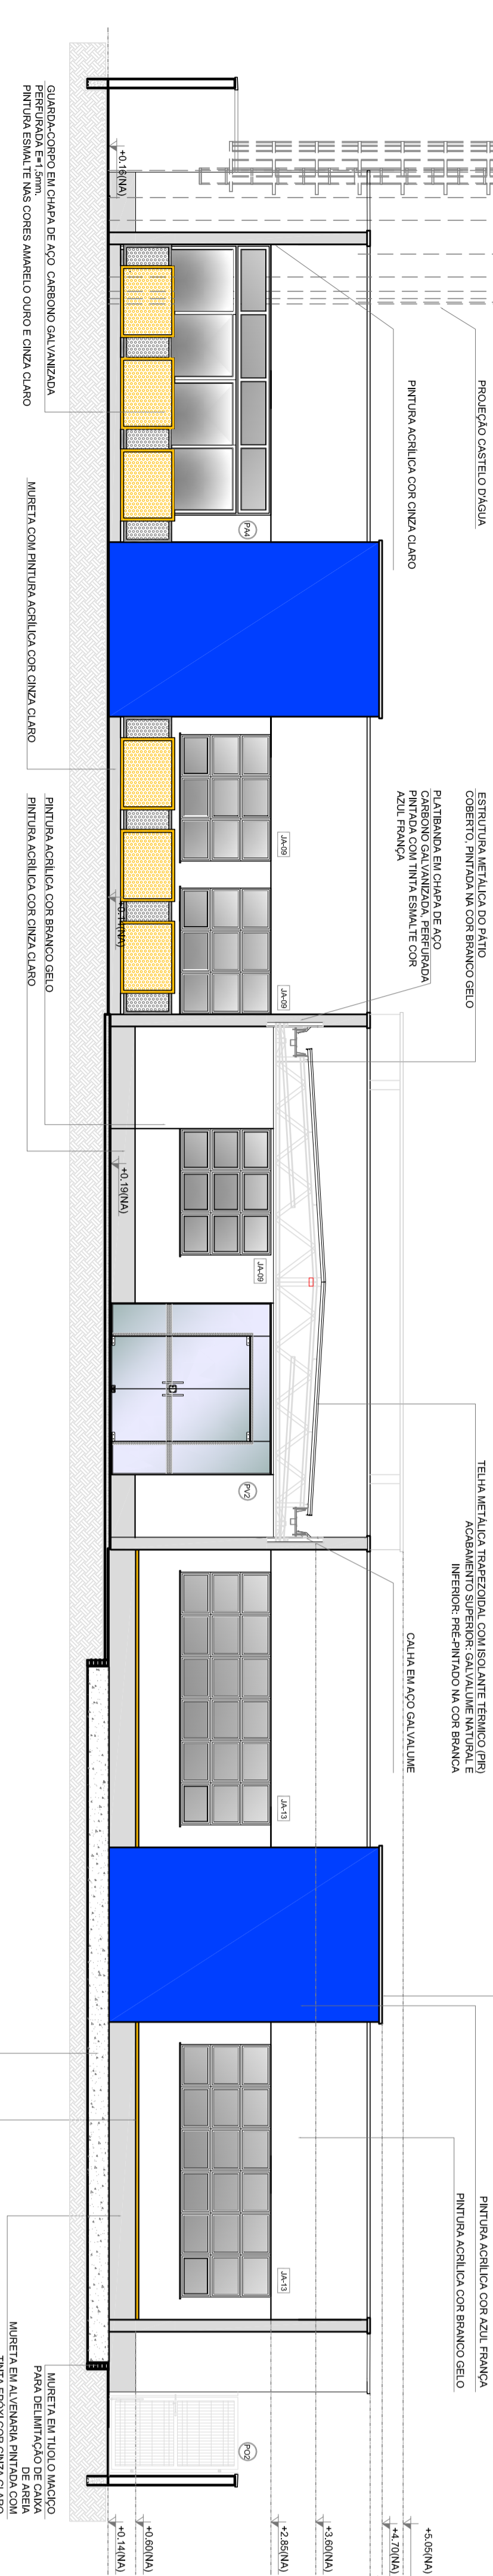 PROJEÇÃO CASTELO D'ÁGUA
PINTURA ACRÍLICA COR CINZA CLARO
ESTRUTURA METÁLICA DO PÁTIO
COBERTO, PINTADA NA COR BRANCO GELO
PLATIBANDA EM CHAPA DE AÇO
CARBONO GALVANIZADA, PERFURADA
PINTADA COM TINTA ESMALTE COR
AZUL FRANÇA
TELHA METÁLICA TRAPEZOIDAL COM ISOLANTE TÉRMICO (PIR)
ACABAMENTO SUPERIOR: GALVALUME NATURAL E
INFERIOR: PRÉ-PINTADO NA COR BRANCA
CALHA EM AÇO GALVALUME
PINTURA ACRÍLICA COR AZUL FRANÇA
PINTURA ACRÍLICA COR BRANCO GELO
+5.05(NA)
+4.70(NA)
+3.60(NA)
+2.85(NA)
+0.60(NA)
+0.14(NA)
PA4
JA-09
JA-09
JA-09
PV2
JA-13
JA-13
PO2
+0.16(NA)
+0.14(NA)
+0.19(NA)
GUARDA-CORPO EM CHAPA DE AÇO CARBONO GALVANIZADA
PERFURADA E=1,5mm,
PINTURA ESMALTE NAS CORES AMARELO OURO E CINZA CLARO
MURETA COM PINTURA ACRÍLICA COR CINZA CLARO
PINTURA ACRÍLICA COR BRANCO GELO
PINTURA ACRÍLICA COR CINZA CLARO
MURETA EM TIJOLO MACIÇO
PARA DELIMITAÇÃO DE CAIXA
DE AREIA
MURETA EM ALVENARIA PINTADA COM
TINTA EPÓXI COR CINZA CLARO